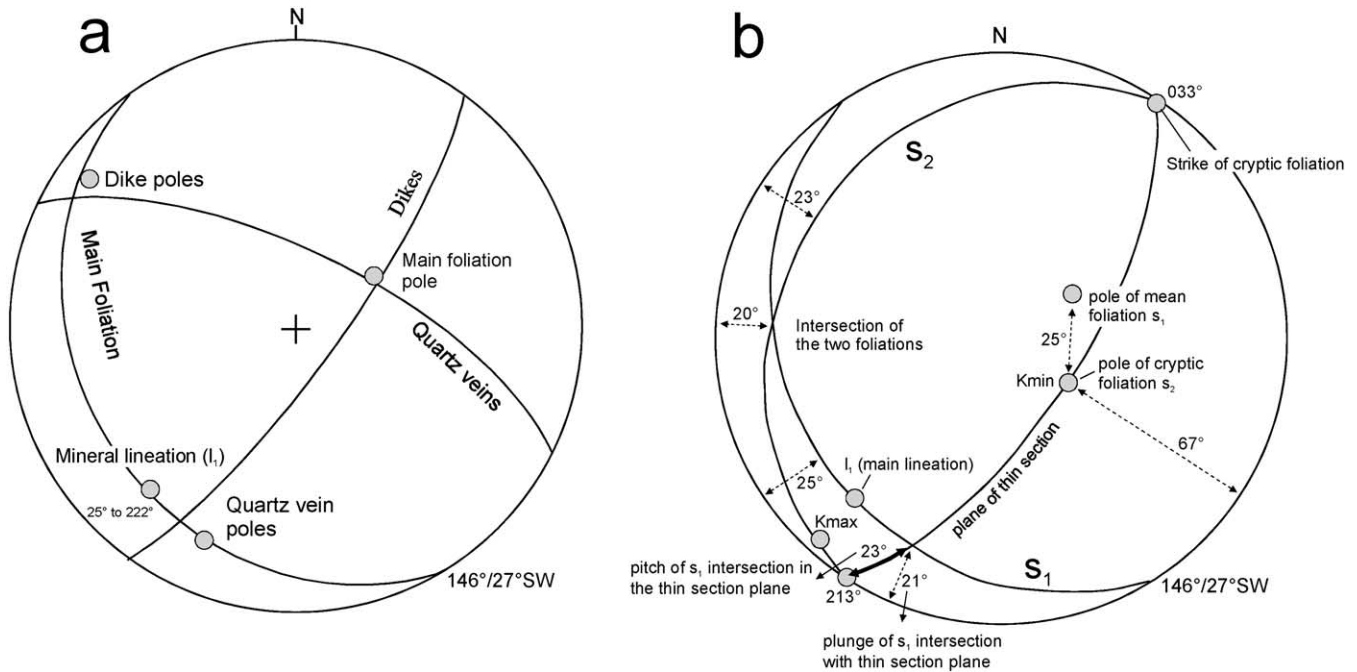 a
N
Dike poles
Dikes
Main Foliation
Main foliation
pole
Quartz veins
Mineral lineation (l₁)
25° to 222°
Quartz vein
poles
146°/27°SW
b
N
033°
Strike of cryptic foliation
S₂
23°
20°
Intersection of
the two foliations
pole of mean
foliation s₁
25°
Kmin
pole of cryptic
foliation s₂
67°
plane of thin section
l₁ (main lineation)
25°
Kmax
23°
pitch of s₁ intersection in
the thin section plane
213°
21°
S₁
146°/27°SW
plunge of s₁ intersection
with thin section plane